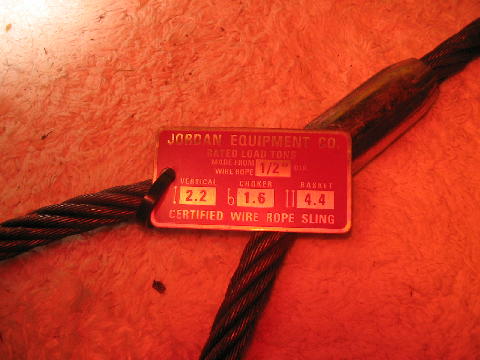 JORDAN EQUIPMENT CO.
RATED LOAD TONS
MADE FROM
WIRE ROPE 1/2" DIA.
VERTICAL CHOKER BASKET
2.2 1.6 4.4
CERTIFIED WIRE ROPE SLING